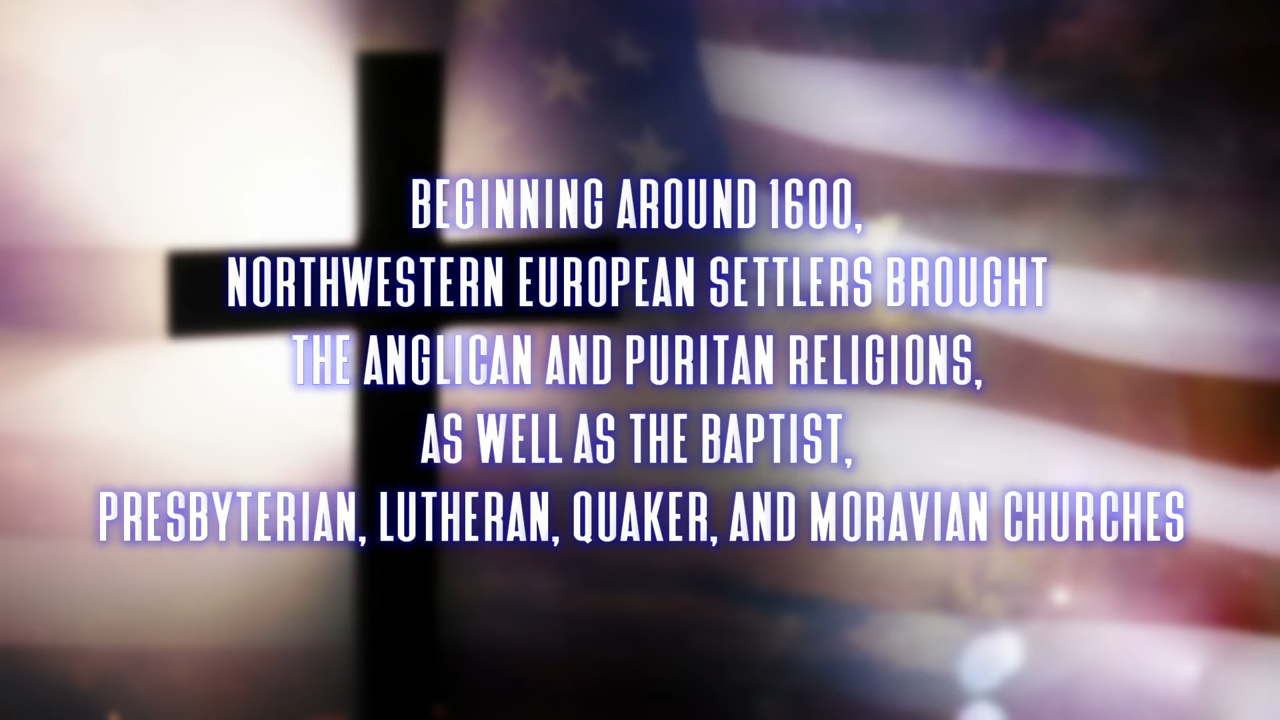 BEGINNING AROUND 1600,
NORTHWESTERN EUROPEAN SETTLERS BROUGHT
THE ANGLICAN AND PURITAN RELIGIONS,
AS WELL AS THE BAPTIST,
PRESBYTERIAN, LUTHERAN, QUAKER, AND MORAVIAN CHURCHES